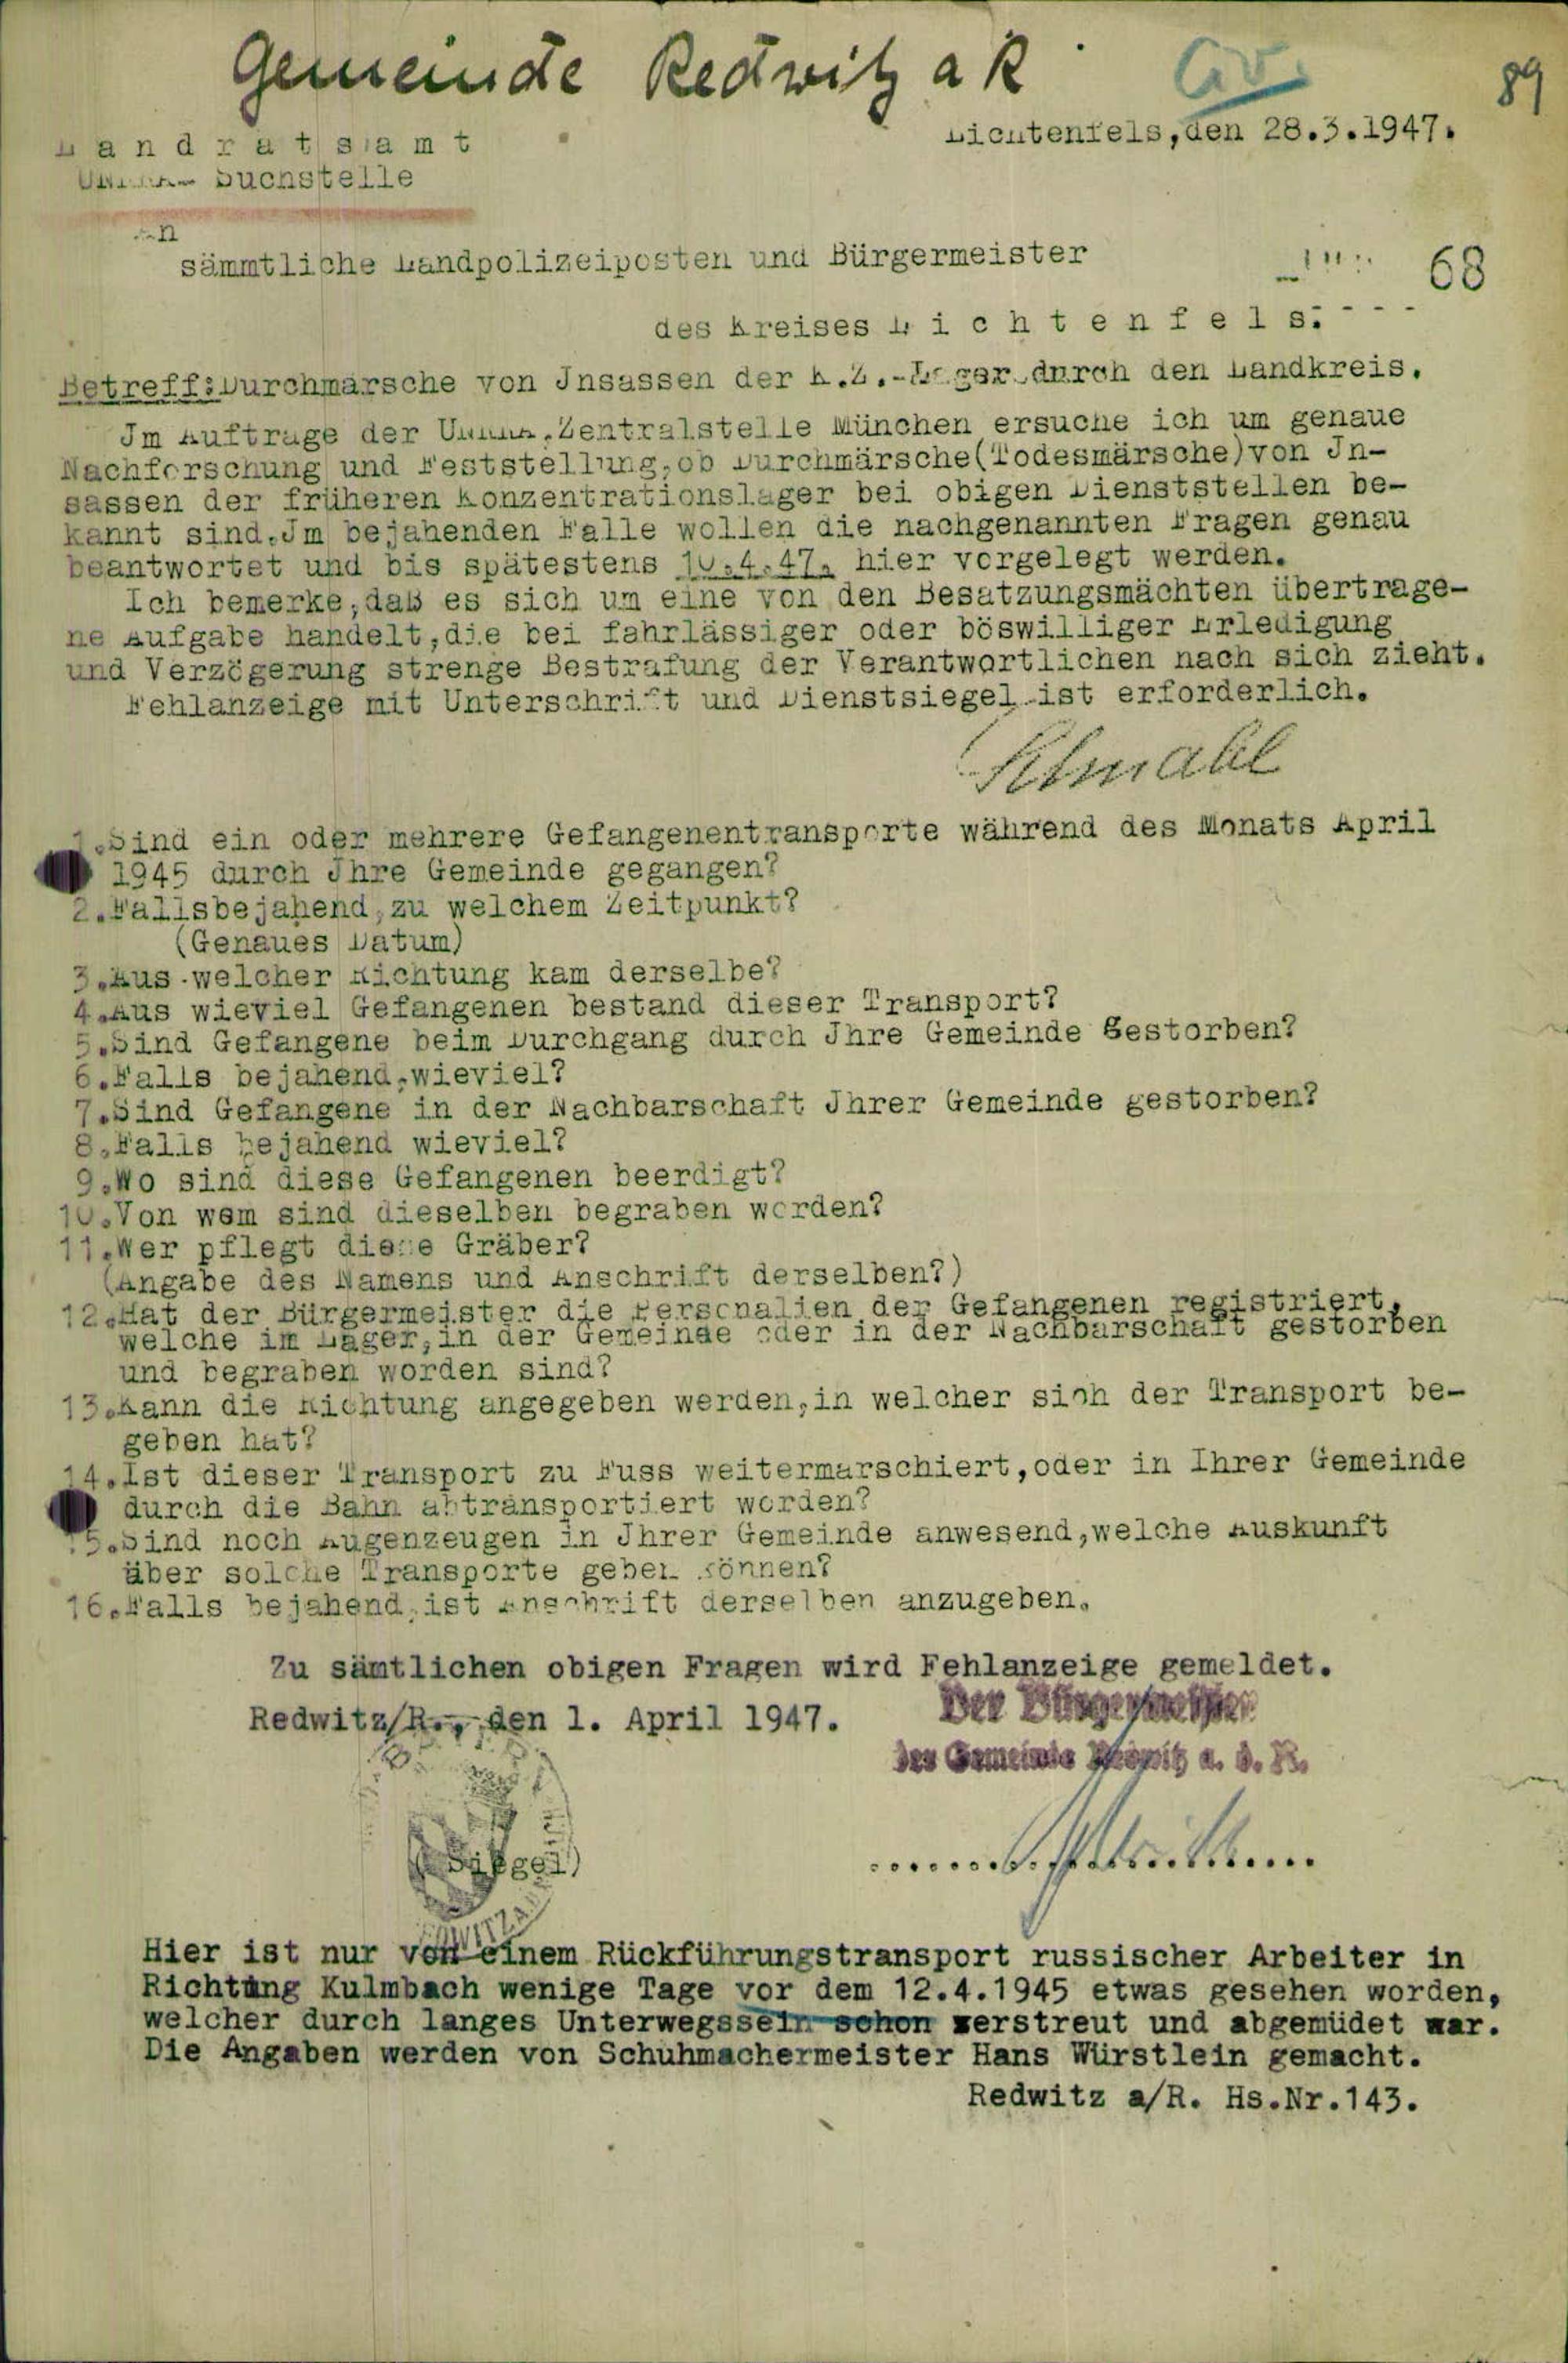 Gemeinde Redwitz a R
89
Landratsamt
Lichtenfels,den 28.3.1947.
UNRRA- Suchstelle
An
sämmtliche Landpolizeiposten und Bürgermeister
68
des Kreises L i c h t e n f e l s.
Betreff:Durchmärsche von Jnsassen der K.Z.-Lager durch den Landkreis.
Jm Auftrage der UNRRA.Zentralstelle München ersuche ich um genaue
Nachforschung und Feststellung,ob Durchmärsche(Todesmärsche)von Jn-
sassen der früheren Konzentrationslager bei obigen Dienststellen be-
kannt sind.Jm bejahenden Falle wollen die nachgenannten Fragen genau
beantwortet und bis spätestens 10.4.47. hier vorgelegt werden.
Ich bemerke,daß es sich um eine von den Besatzungsmächten übertrage-
ne Aufgabe handelt,die bei fahrlässiger oder böswilliger Erledigung
und Verzögerung strenge Bestrafung der Verantwortlichen nach sich zieht.
Fehlanzeige mit Unterschrift und Dienstsiegel ist erforderlich.
1.Sind ein oder mehrere Gefangenentransporte während des Monats April
1945 durch Jhre Gemeinde gegangen?
2.Fallsbejahend,zu welchem Zeitpunkt?
(Genaues Datum)
3.Aus welcher Richtung kam derselbe?
4.Aus wieviel Gefangenen bestand dieser Transport?
5.Sind Gefangene beim Durchgang durch Jhre Gemeinde Gestorben?
6.Falls bejahend,wieviel?
7.Sind Gefangene in der Nachbarschaft Jhrer Gemeinde gestorben?
8.Falls bejahend wieviel?
9.Wo sind diese Gefangenen beerdigt?
10.Von wem sind dieselben begraben worden?
11.Wer pflegt diese Gräber?
(Angabe des Namens und Anschrift derselben?)
12.Hat der Bürgermeister die Personalien der Gefangenen registriert,
welche im Lager,in der Gemeinde oder in der Nachbarschaft gestorben
und begraben worden sind?
13.Kann die Richtung angegeben werden,in welcher sich der Transport be-
geben hat?
14.Ist dieser Transport zu Fuss weitermarschiert,oder in Ihrer Gemeinde
durch die Bahn abtransportiert worden?
15.Sind noch Augenzeugen in Jhrer Gemeinde anwesend,welche Auskunft
über solche Transporte geben können?
16.Falls bejahend,ist Anschrift derselben anzugeben.
Zu sämtlichen obigen Fragen wird Fehlanzeige gemeldet.
Redwitz/R., den 1. April 1947.
Der Bürgermeister
der Gemeinde Redwitz a. d. R.
(Siegel)
Hier ist nur von einem Rückführungstransport russischer Arbeiter in
Richtung Kulmbach wenige Tage vor dem 12.4.1945 etwas gesehen worden,
welcher durch langes Unterwegssein schon zerstreut und abgemüdet war.
Die Angaben werden von Schuhmachermeister Hans Würstlein gemacht.
Redwitz a/R. Hs.Nr.143.